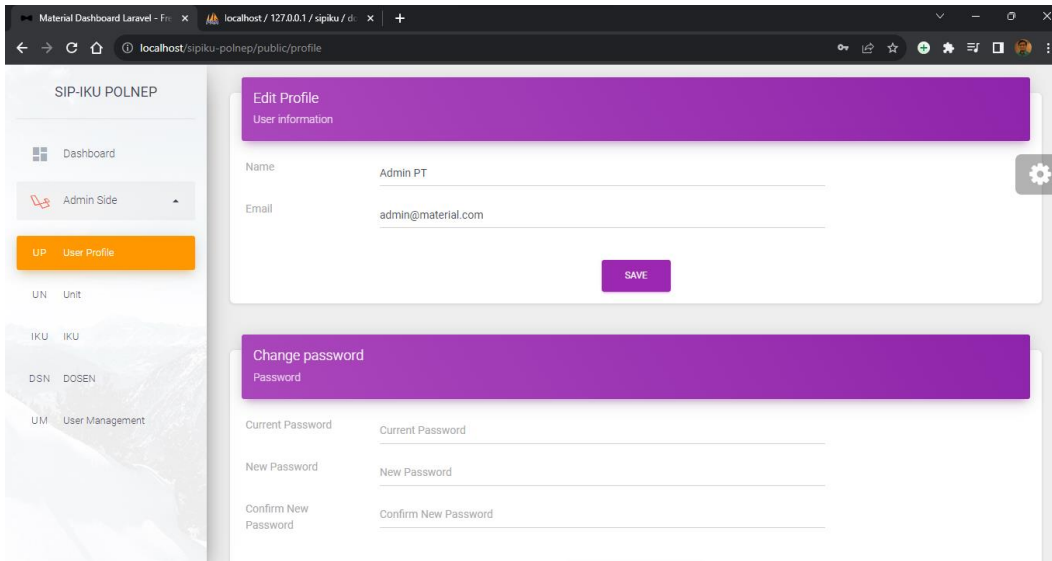 Material Dashboard Laravel - Fre
localhost / 127.0.0.1 / sipiku / do
localhost/sipiku-polnep/public/profile
SIP-IKU POLNEP
Dashboard
Admin Side
UP User Profile
UN Unit
IKU IKU
DSN DOSEN
UM User Management
Edit Profile
User information
Name Admin PT
Email admin@material.com
SAVE
Change password
Password
Current Password Current Password
New Password New Password
Confirm New
Password
Confirm New Password